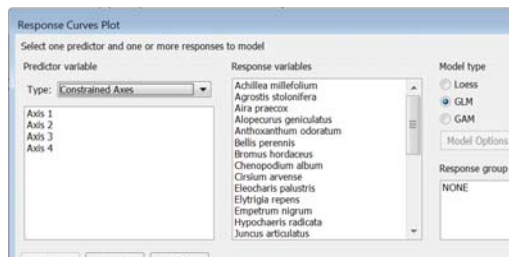 Response Curves Plot
Select one predictor and one or more responses to model
Predictor variable
Type: Constrained Axes
Axis 1
Axis 2
Axis 3
Axis 4
Response variables
Achillea millefolium
Agrostis stolonifera
Aira praecox
Alopecurus geniculatus
Anthoxanthum odoratum
Bellis perennis
Bromus hordaceus
Chenopodium album
Cirsium arvense
Eleocharis palustris
Elytrigia repens
Empetrum nigrum
Hypochaeris radicata
Juncus articulatus
Model type
Loess
GLM
GAM
Model Options
Response group
NONE